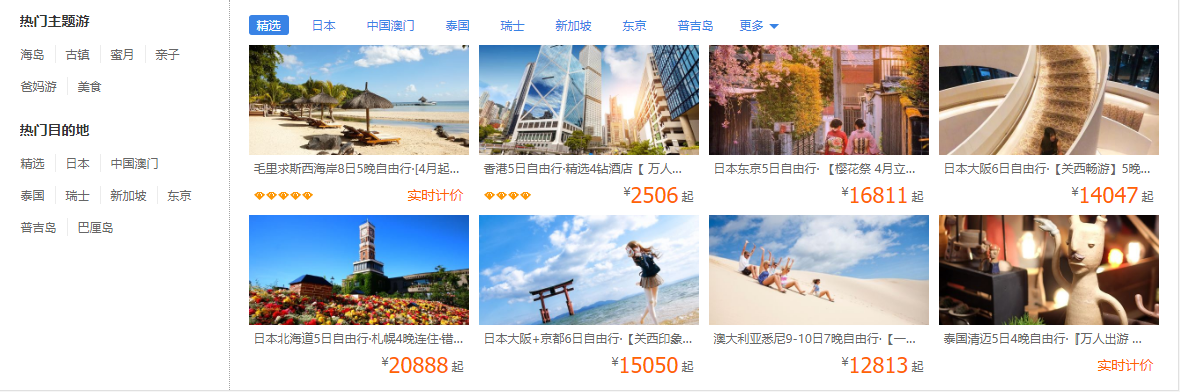 热门主题游
海岛 古镇 蜜月 亲子
爸妈游 美食
热门目的地
精选 日本 中国澳门
泰国 瑞士 新加坡 东京
普吉岛 巴厘岛
精选 日本 中国澳门 泰国 瑞士 新加坡 东京 普吉岛 更多
毛里求斯西海岸8日5晚自由行·[4月起...
实时计价
香港5日自由行·精选4钻酒店【 万人...
¥2506 起
日本东京5日自由行·【樱花祭 4月立...
¥16811 起
日本大阪6日自由行·【关西畅游】5晚...
¥14047 起
日本北海道5日自由行·札幌4晚连住·错...
¥20888 起
日本大阪+京都6日自由行·【关西印象...
¥15050 起
澳大利亚悉尼9-10日7晚自由行·【一...
¥12813 起
泰国清迈5日4晚自由行·『万人出游 ...
实时计价